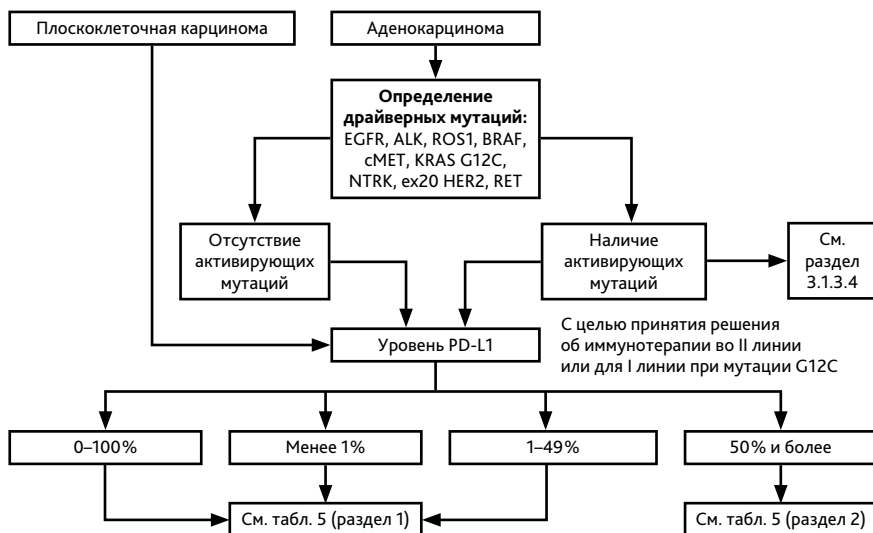 Плоскоклеточная карцинома
Аденокарцинома
Определение
драйверных мутаций:
EGFR, ALK, ROS1, BRAF,
cMET, KRAS G12C,
NTRK, ex20 HER2, RET
Отсутствие
активирующих
мутаций
Наличие
активирующих
мутаций
См.
раздел
3.1.3.4
Уровень PD-L1
С целью принятия решения
об иммунотерапии во II линии
или для I линии при мутации G12C
0–100%
Менее 1%
1–49%
50% и более
См. табл. 5 (раздел 1)
См. табл. 5 (раздел 2)